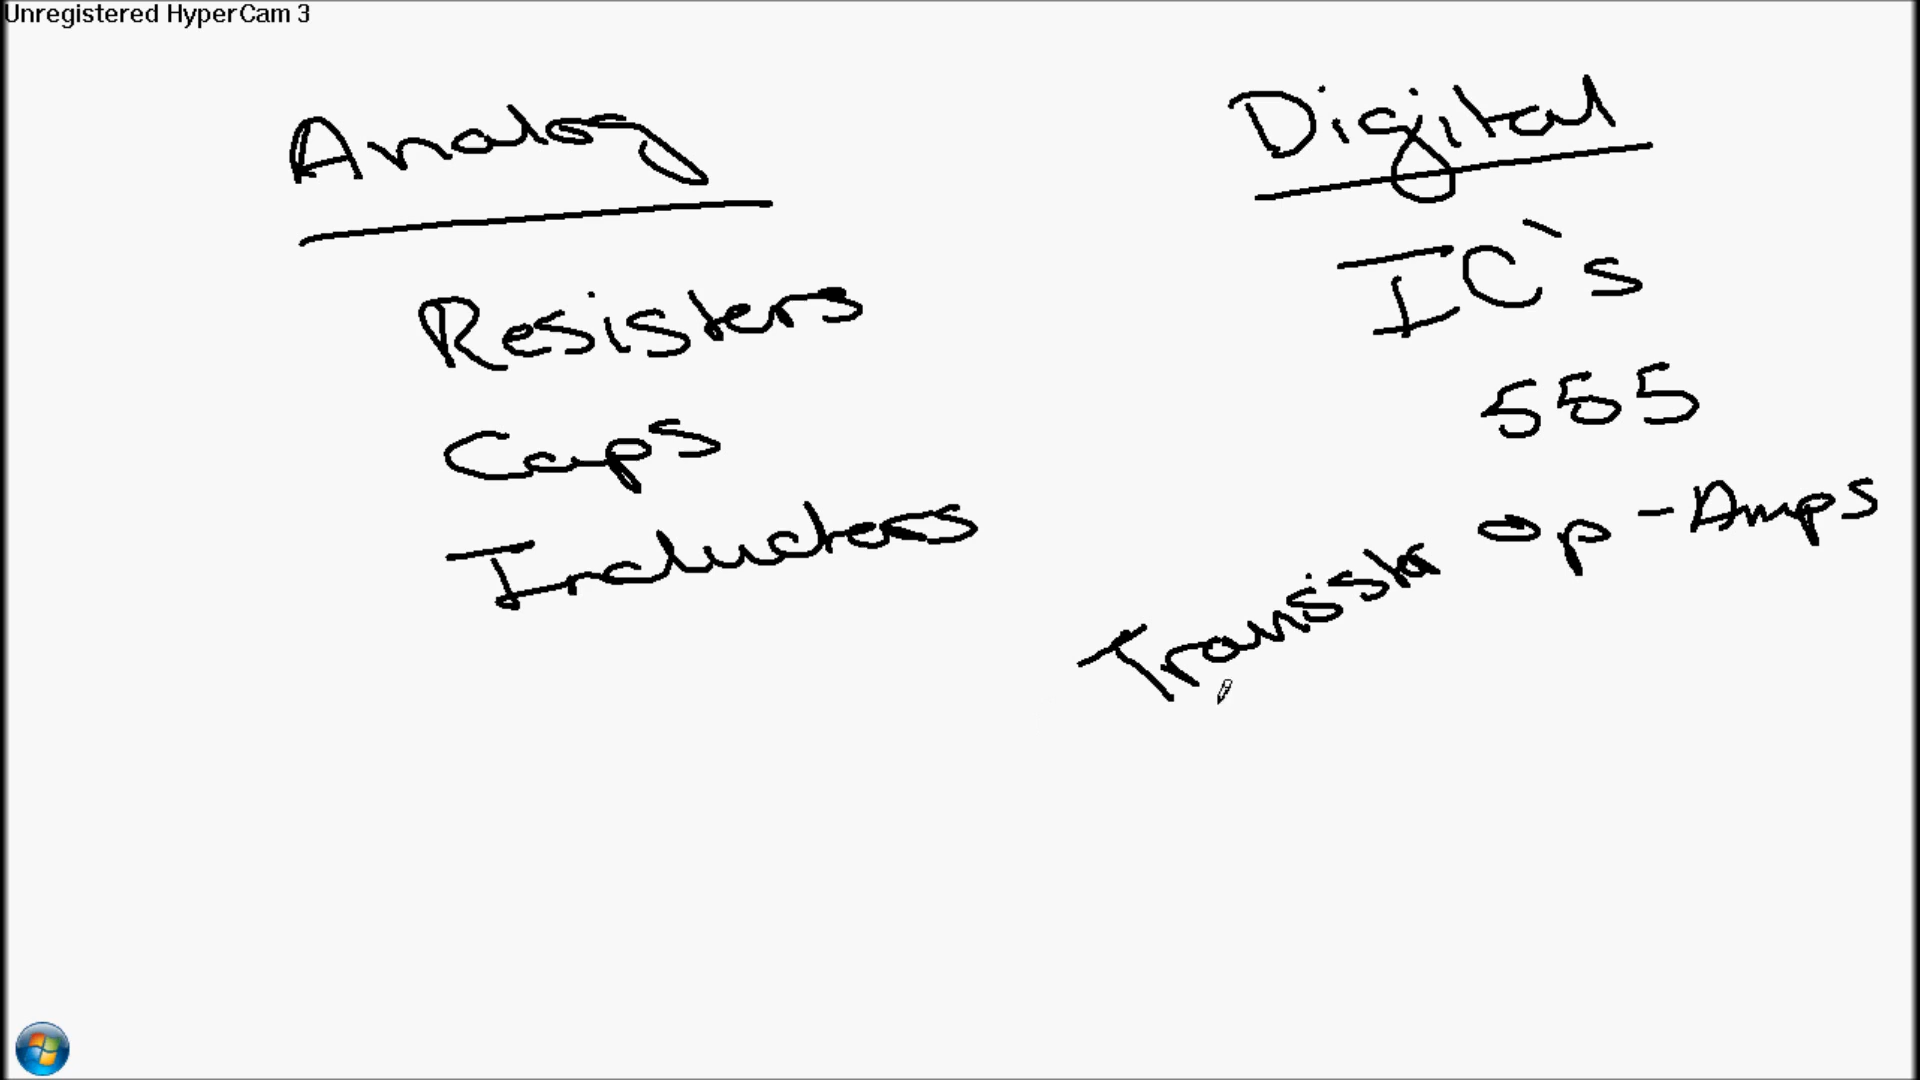 Unregistered HyperCam 3
Analog
Resisters
Caps
Inductors
Digital
IC's
555
Op-Amps
Transistor